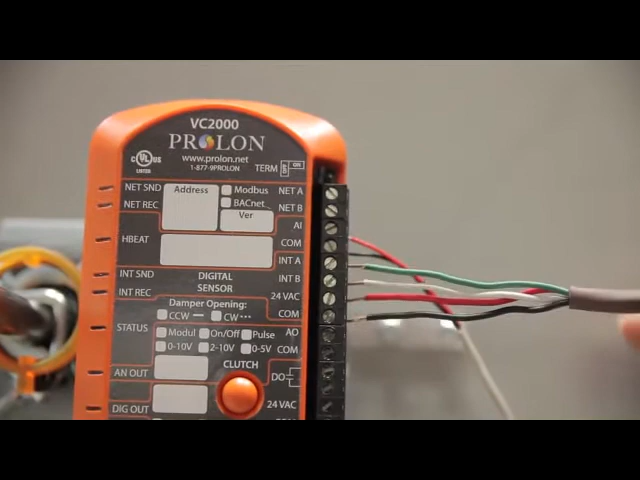 VC2000
PROLON
www.prolon.net
1-877-9PROLON
C UL US
LISTED
TERM
ON
NET SND
Address
Modbus
NET A
NET REC
BACnet
NET B
Ver
AI
HBEAT
COM
INT A
INT SND
DIGITAL
INT B
INT REC
SENSOR
24 VAC
Damper Opening:
COM
CCW
CW
STATUS
Modul
On/Off
Pulse
AO
0-10V
2-10V
0-5V
COM
AN OUT
CLUTCH
DO
DIG OUT
24 VAC